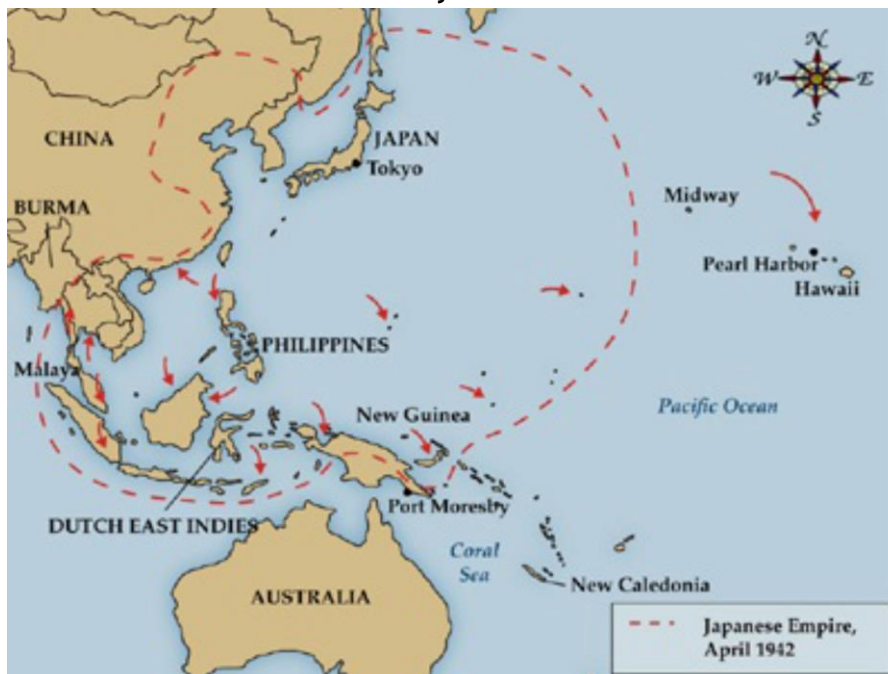 N
W E
S
CHINA
JAPAN
Tokyo
BURMA
Midway
Pearl Harbor
Hawaii
PHILIPPINES
Malaya
New Guinea
Pacific Ocean
Port Moresby
DUTCH EAST INDIES
Coral
Sea
New Caledonia
AUSTRALIA
Japanese Empire,
April 1942